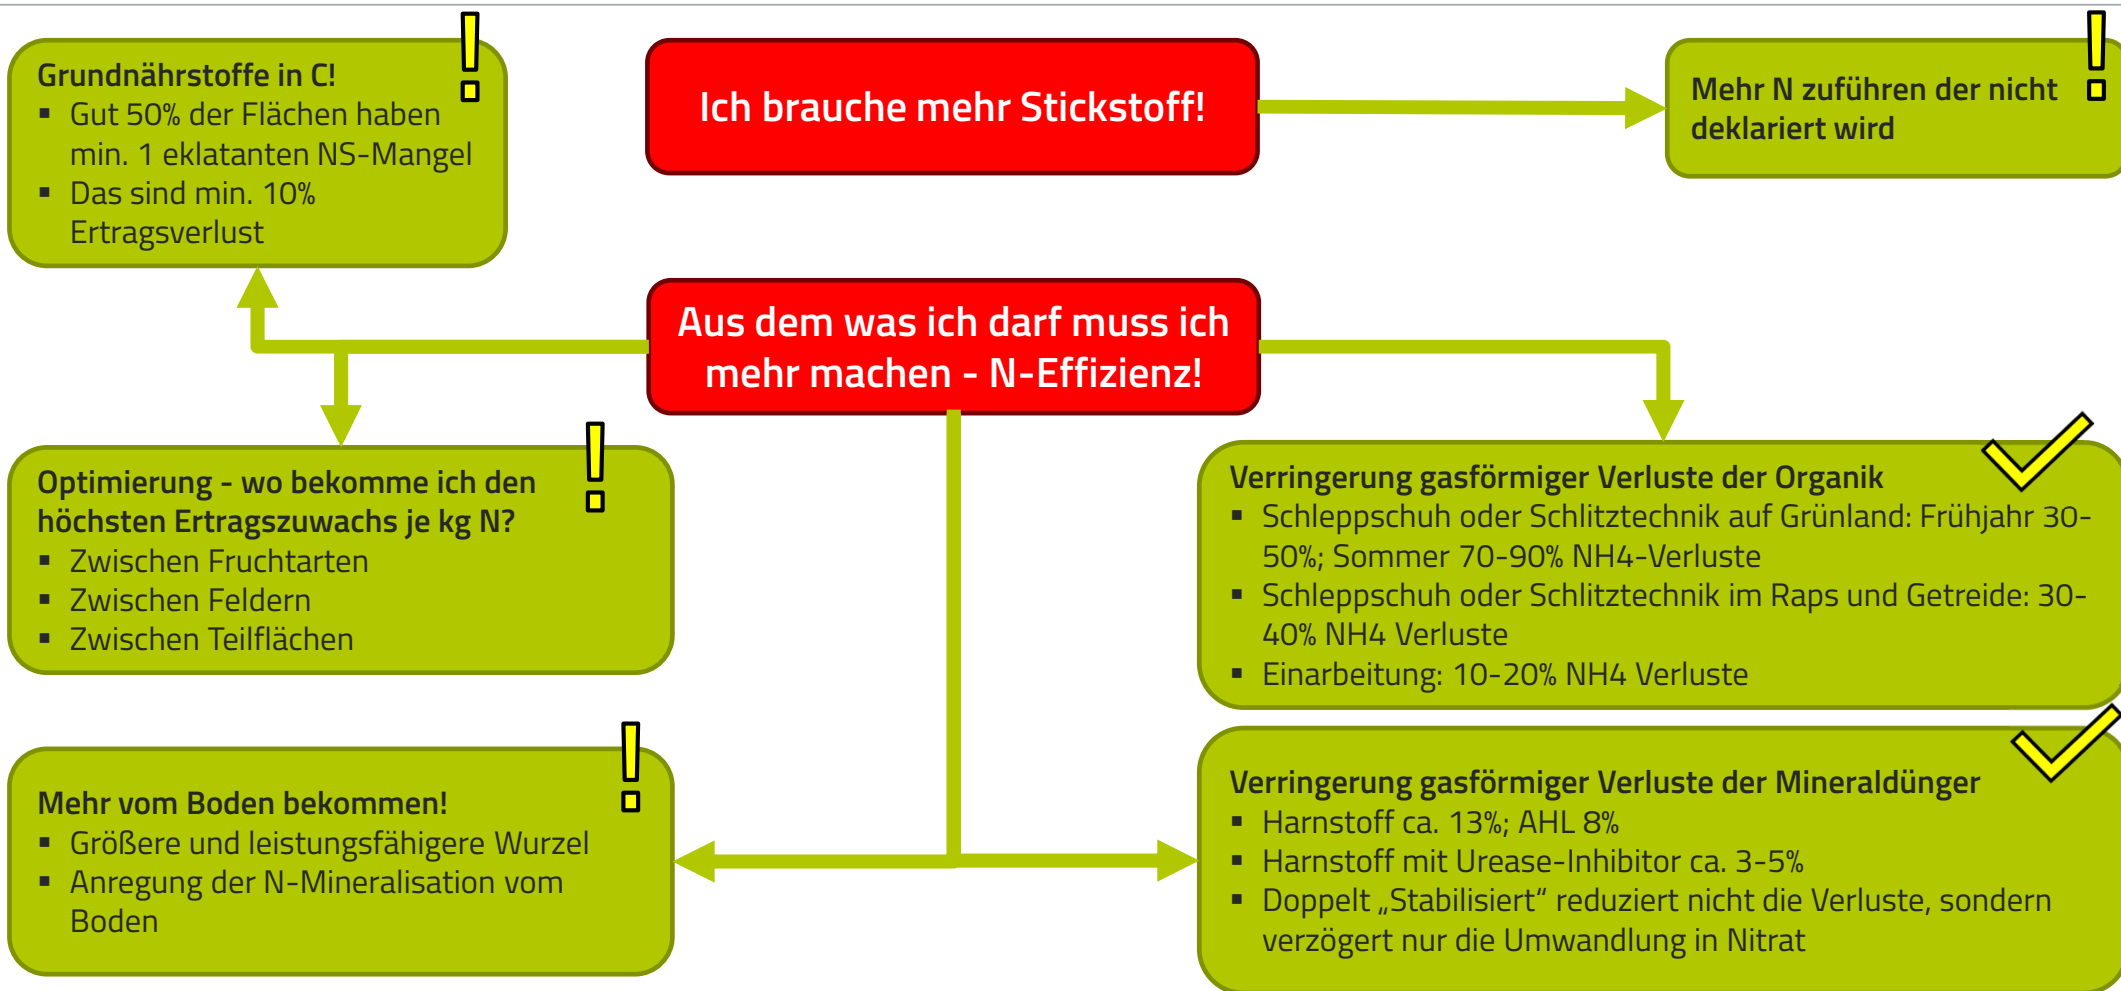 Grundnährstoffe in C!
▪ Gut 50% der Flächen haben
min. 1 eklatanten NS-Mangel
▪ Das sind min. 10%
Ertragsverlust
Ich brauche mehr Stickstoff!
Mehr N zuführen der nicht
deklariert wird
Aus dem was ich darf muss ich
mehr machen - N-Effizienz!
Optimierung - wo bekomme ich den
höchsten Ertragszuwachs je kg N?
▪ Zwischen Fruchtarten
▪ Zwischen Feldern
▪ Zwischen Teilflächen
Verringerung gasförmiger Verluste der Organik
▪ Schleppschuh oder Schlitztechnik auf Grünland: Frühjahr 30-
50%; Sommer 70-90% NH4-Verluste
▪ Schleppschuh oder Schlitztechnik im Raps und Getreide: 30-
40% NH4 Verluste
▪ Einarbeitung: 10-20% NH4 Verluste
Mehr vom Boden bekommen!
▪ Größere und leistungsfähigere Wurzel
▪ Anregung der N-Mineralisation vom
Boden
Verringerung gasförmiger Verluste der Mineraldünger
▪ Harnstoff ca. 13%; AHL 8%
▪ Harnstoff mit Urease-Inhibitor ca. 3-5%
▪ Doppelt „Stabilisiert“ reduziert nicht die Verluste, sondern
verzögert nur die Umwandlung in Nitrat